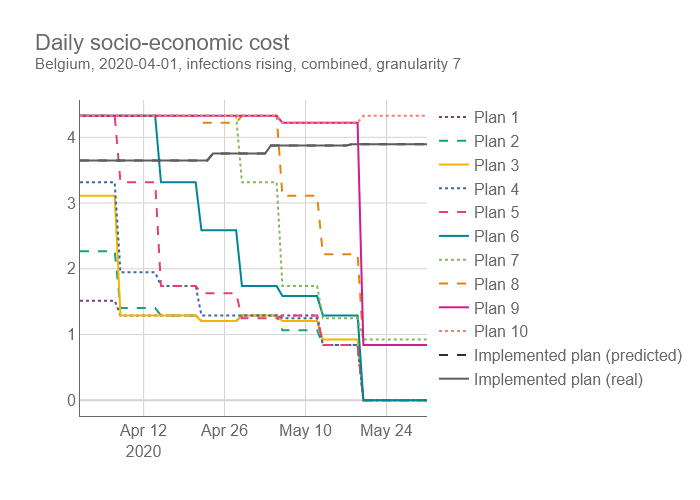 Daily socio-economic cost
Belgium, 2020-04-01, infections rising, combined, granularity 7
4
3
2
1
0
Apr 12
2020
Apr 26
May 10
May 24
Plan 1
Plan 2
Plan 3
Plan 4
Plan 5
Plan 6
Plan 7
Plan 8
Plan 9
Plan 10
Implemented plan (predicted)
Implemented plan (real)